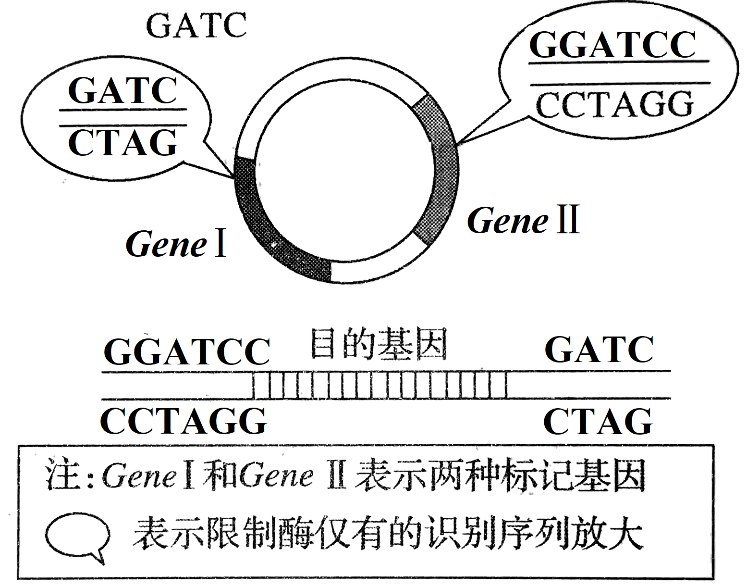 GATC
GGATCC
CCTAGG
GATC
CTAG
GeneⅠ
GeneⅡ
GGATCC 目的基因 GATC
CCTAGG CTAG
注:GeneⅠ和GeneⅡ表示两种标记基因
表示限制酶仅有的识别序列放大